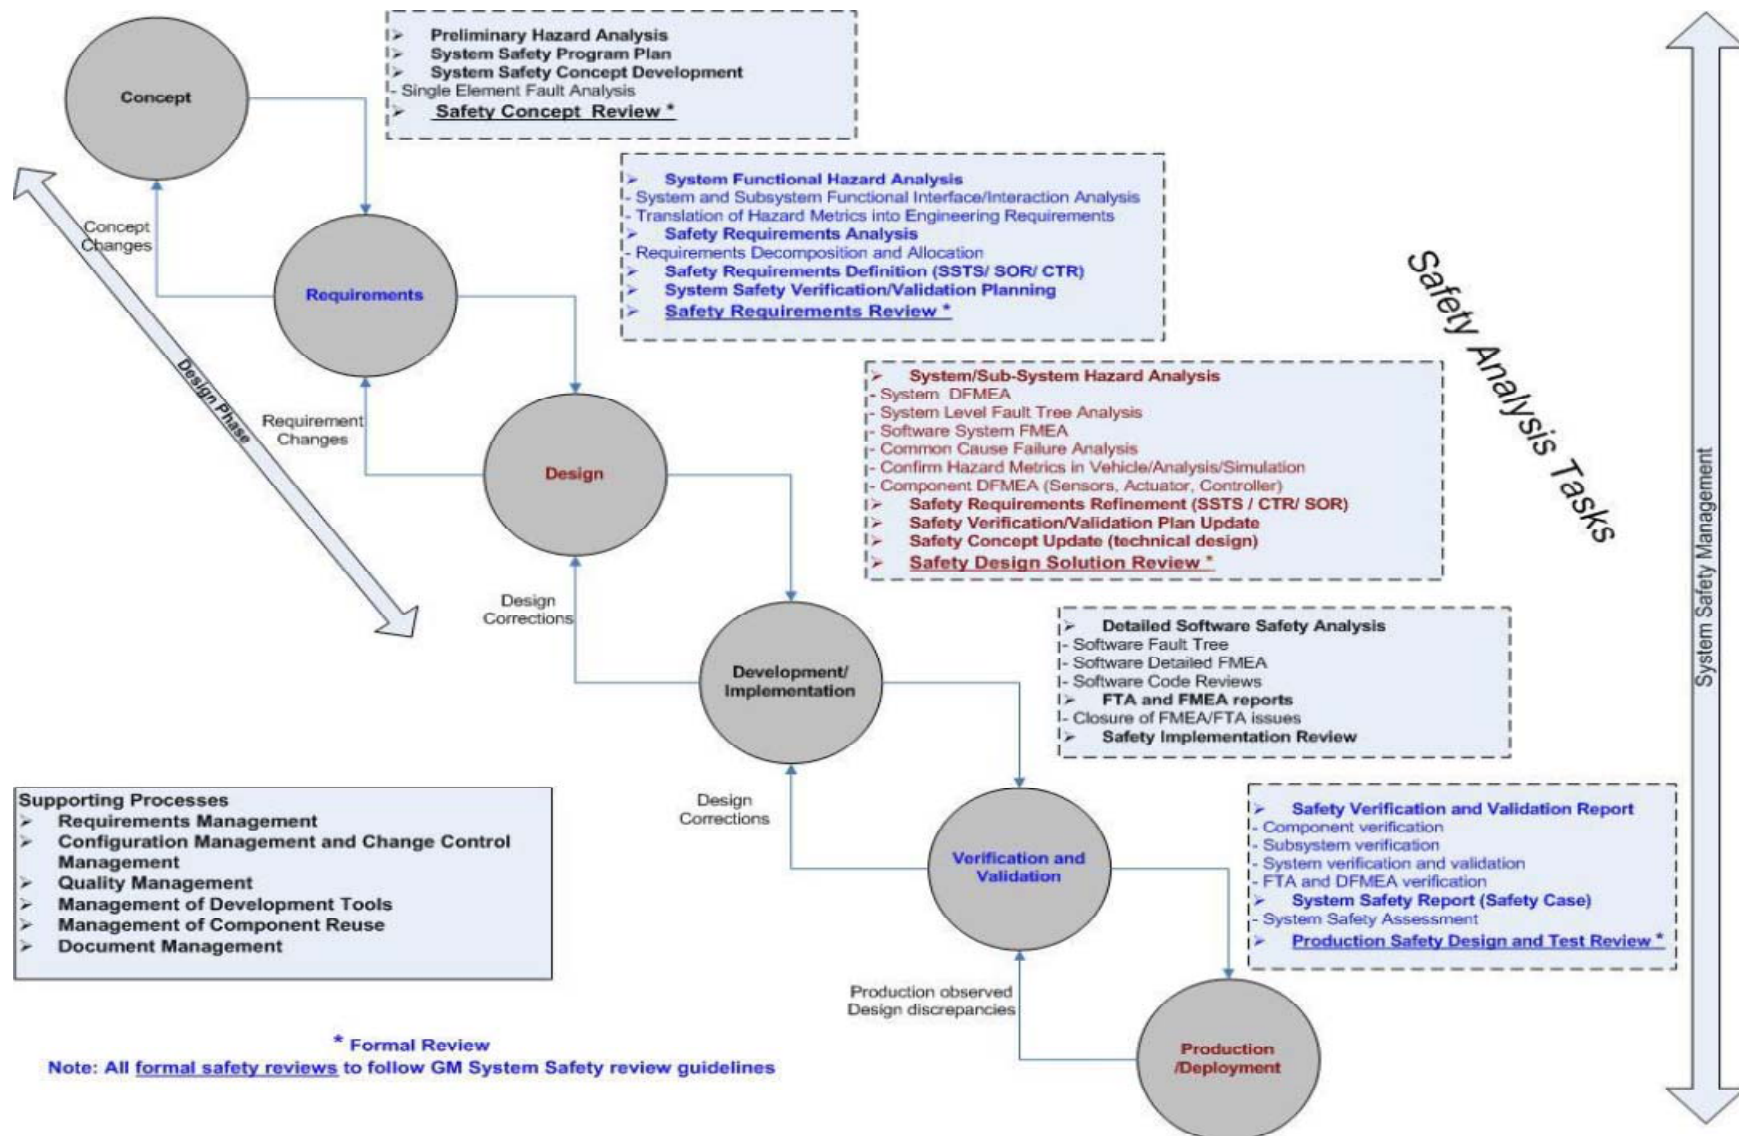 Concept
➢ Preliminary Hazard Analysis
➢ System Safety Program Plan
➢ System Safety Concept Development
- Single Element Fault Analysis
➢ Safety Concept Review *
Concept
Changes
Requirements
➢ System Functional Hazard Analysis
- System and Subsystem Functional Interface/Interaction Analysis
- Translation of Hazard Metrics into Engineering Requirements
➢ Safety Requirements Analysis
- Requirements Decomposition and Allocation
➢ Safety Requirements Definition (SSTS/ SOR/ CTR)
➢ System Safety Verification/Validation Planning
➢ Safety Requirements Review *
Design Phase
Requirement
Changes
Design
➢ System/Sub-System Hazard Analysis
- System DFMEA
- System Level Fault Tree Analysis
- Software System FMEA
- Common Cause Failure Analysis
- Confirm Hazard Metrics in Vehicle/Analysis/Simulation
- Component DFMEA (Sensors, Actuator, Controller)
➢ Safety Requirements Refinement (SSTS / CTR/ SOR)
➢ Safety Verification/Validation Plan Update
➢ Safety Concept Update (technical design)
➢ Safety Design Solution Review *
Safety Analysis Tasks
System Safety Management
Design
Corrections
Development/
Implementation
➢ Detailed Software Safety Analysis
- Software Fault Tree
- Software Detailed FMEA
- Software Code Reviews
➢ FTA and FMEA reports
- Closure of FMEA/FTA issues
➢ Safety Implementation Review
Design
Corrections
Verification and
Validation
➢ Safety Verification and Validation Report
- Component verification
- Subsystem verification
- System verification and validation
- FTA and DFMEA verification
➢ System Safety Report (Safety Case)
- System Safety Assessment
➢ Production Safety Design and Test Review *
Supporting Processes
➢ Requirements Management
➢ Configuration Management and Change Control
Management
➢ Quality Management
➢ Management of Development Tools
➢ Management of Component Reuse
➢ Document Management
Production observed
Design discrepancies
Production
/Deployment
* Formal Review
Note: All formal safety reviews to follow GM System Safety review guidelines